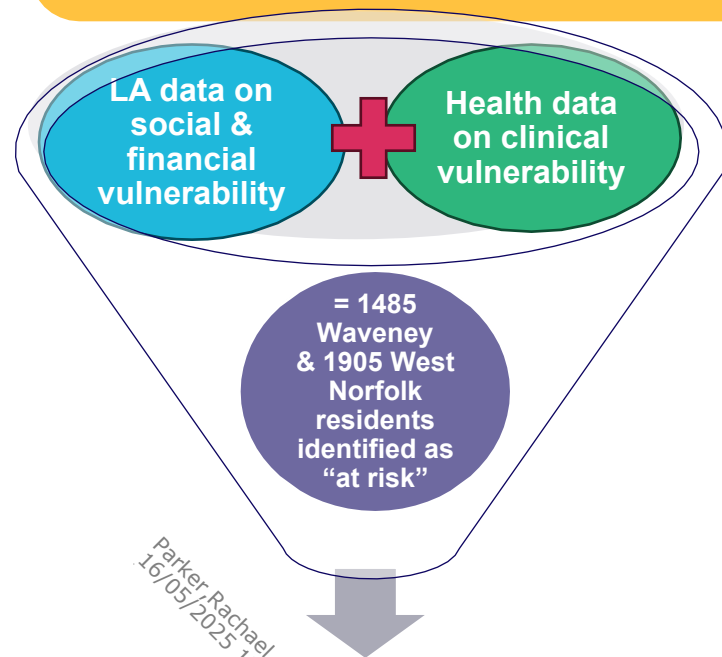 LA data on
social &
financial
vulnerability
Health data
on clinical
vulnerability
= 1485
Waveney
& 1905 West
Norfolk
residents
identified as
“at risk”
Parker,Rachael
16/05/2025 1